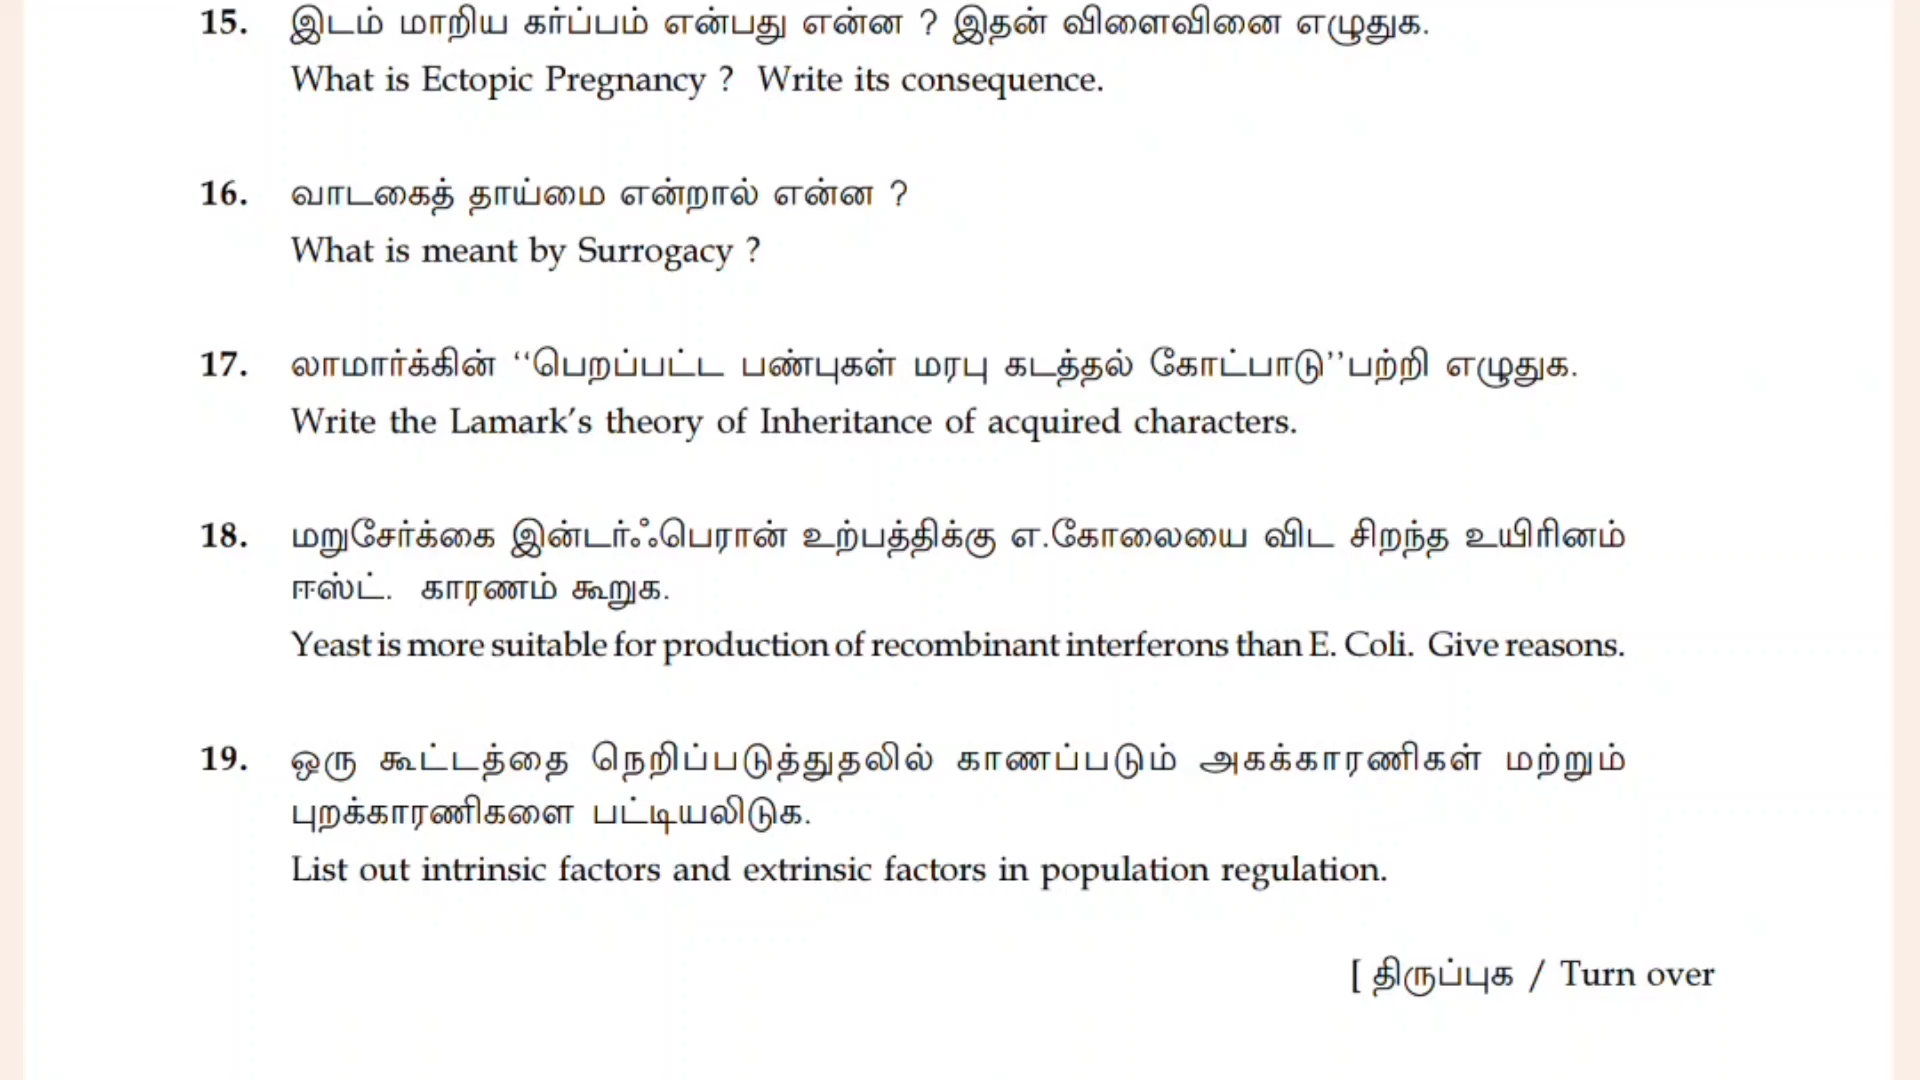 15. இடம் மாறிய கர்ப்பம் என்பது என்ன ? இதன் விளைவினை எழுதுக.
What is Ectopic Pregnancy ? Write its consequence.
16. வாடகைத் தாய்மை என்றால் என்ன ?
What is meant by Surrogacy ?
17. லாமார்க்கின் ‘‘பெறப்பட்ட பண்புகள் மரபு கடத்தல் கோட்பாடு’’பற்றி எழுதுக.
Write the Lamark’s theory of Inheritance of acquired characters.
18. மறுசேர்க்கை இன்டர்ஃபெரான் உற்பத்திக்கு எ.கோலையை விட சிறந்த உயிரினம்
ஈஸ்ட். காரணம் கூறுக.
Yeast is more suitable for production of recombinant interferons than E. Coli. Give reasons.
19. ஒரு கூட்டத்தை நெறிப்படுத்துதலில் காணப்படும் அகக்காரணிகள் மற்றும்
புறக்காரணிகளை பட்டியலிடுக.
List out intrinsic factors and extrinsic factors in population regulation.
[ திருப்புக / Turn over